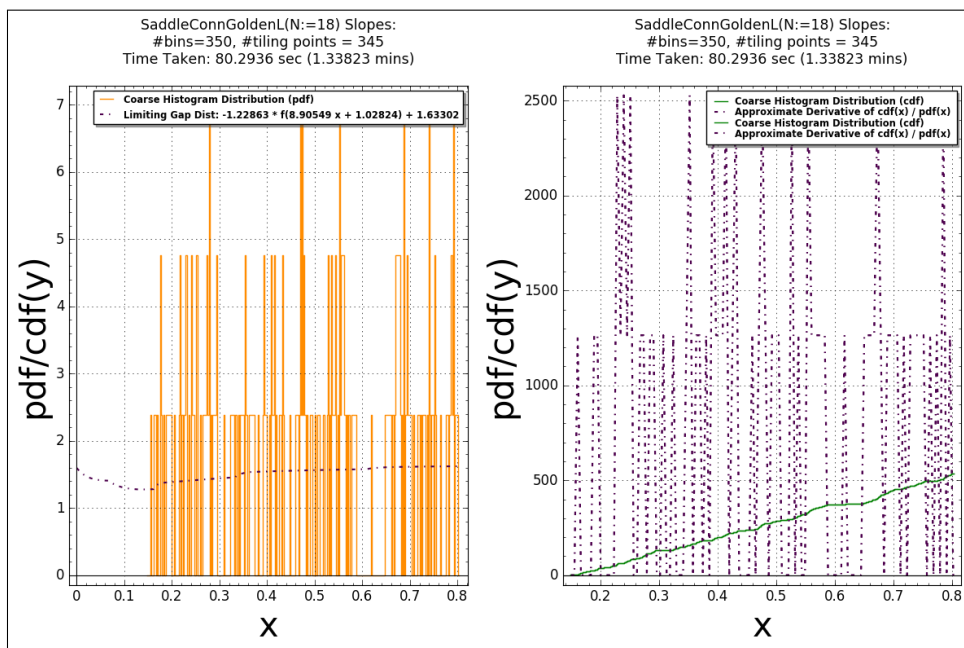 SaddleConnGoldenL(N:=18) Slopes:
#bins=350, #tiling points = 345
Time Taken: 80.2936 sec (1.33823 mins)
Coarse Histogram Distribution (pdf)
Limiting Gap Dist: -1.22863 * f(8.90549 x + 1.02824) + 1.63302
pdf/cdf(y)
7
6
5
4
3
2
1
0
0 0.1 0.2 0.3 0.4 0.5 0.6 0.7 0.8
x
SaddleConnGoldenL(N:=18) Slopes:
#bins=350, #tiling points = 345
Time Taken: 80.2936 sec (1.33823 mins)
Coarse Histogram Distribution (cdf)
Approximate Derivative of cdf(x) / pdf(x)
Coarse Histogram Distribution (cdf)
Approximate Derivative of cdf(x) / pdf(x)
pdf/cdf(y)
2500
2000
1500
1000
500
0
0.2 0.3 0.4 0.5 0.6 0.7 0.8
x